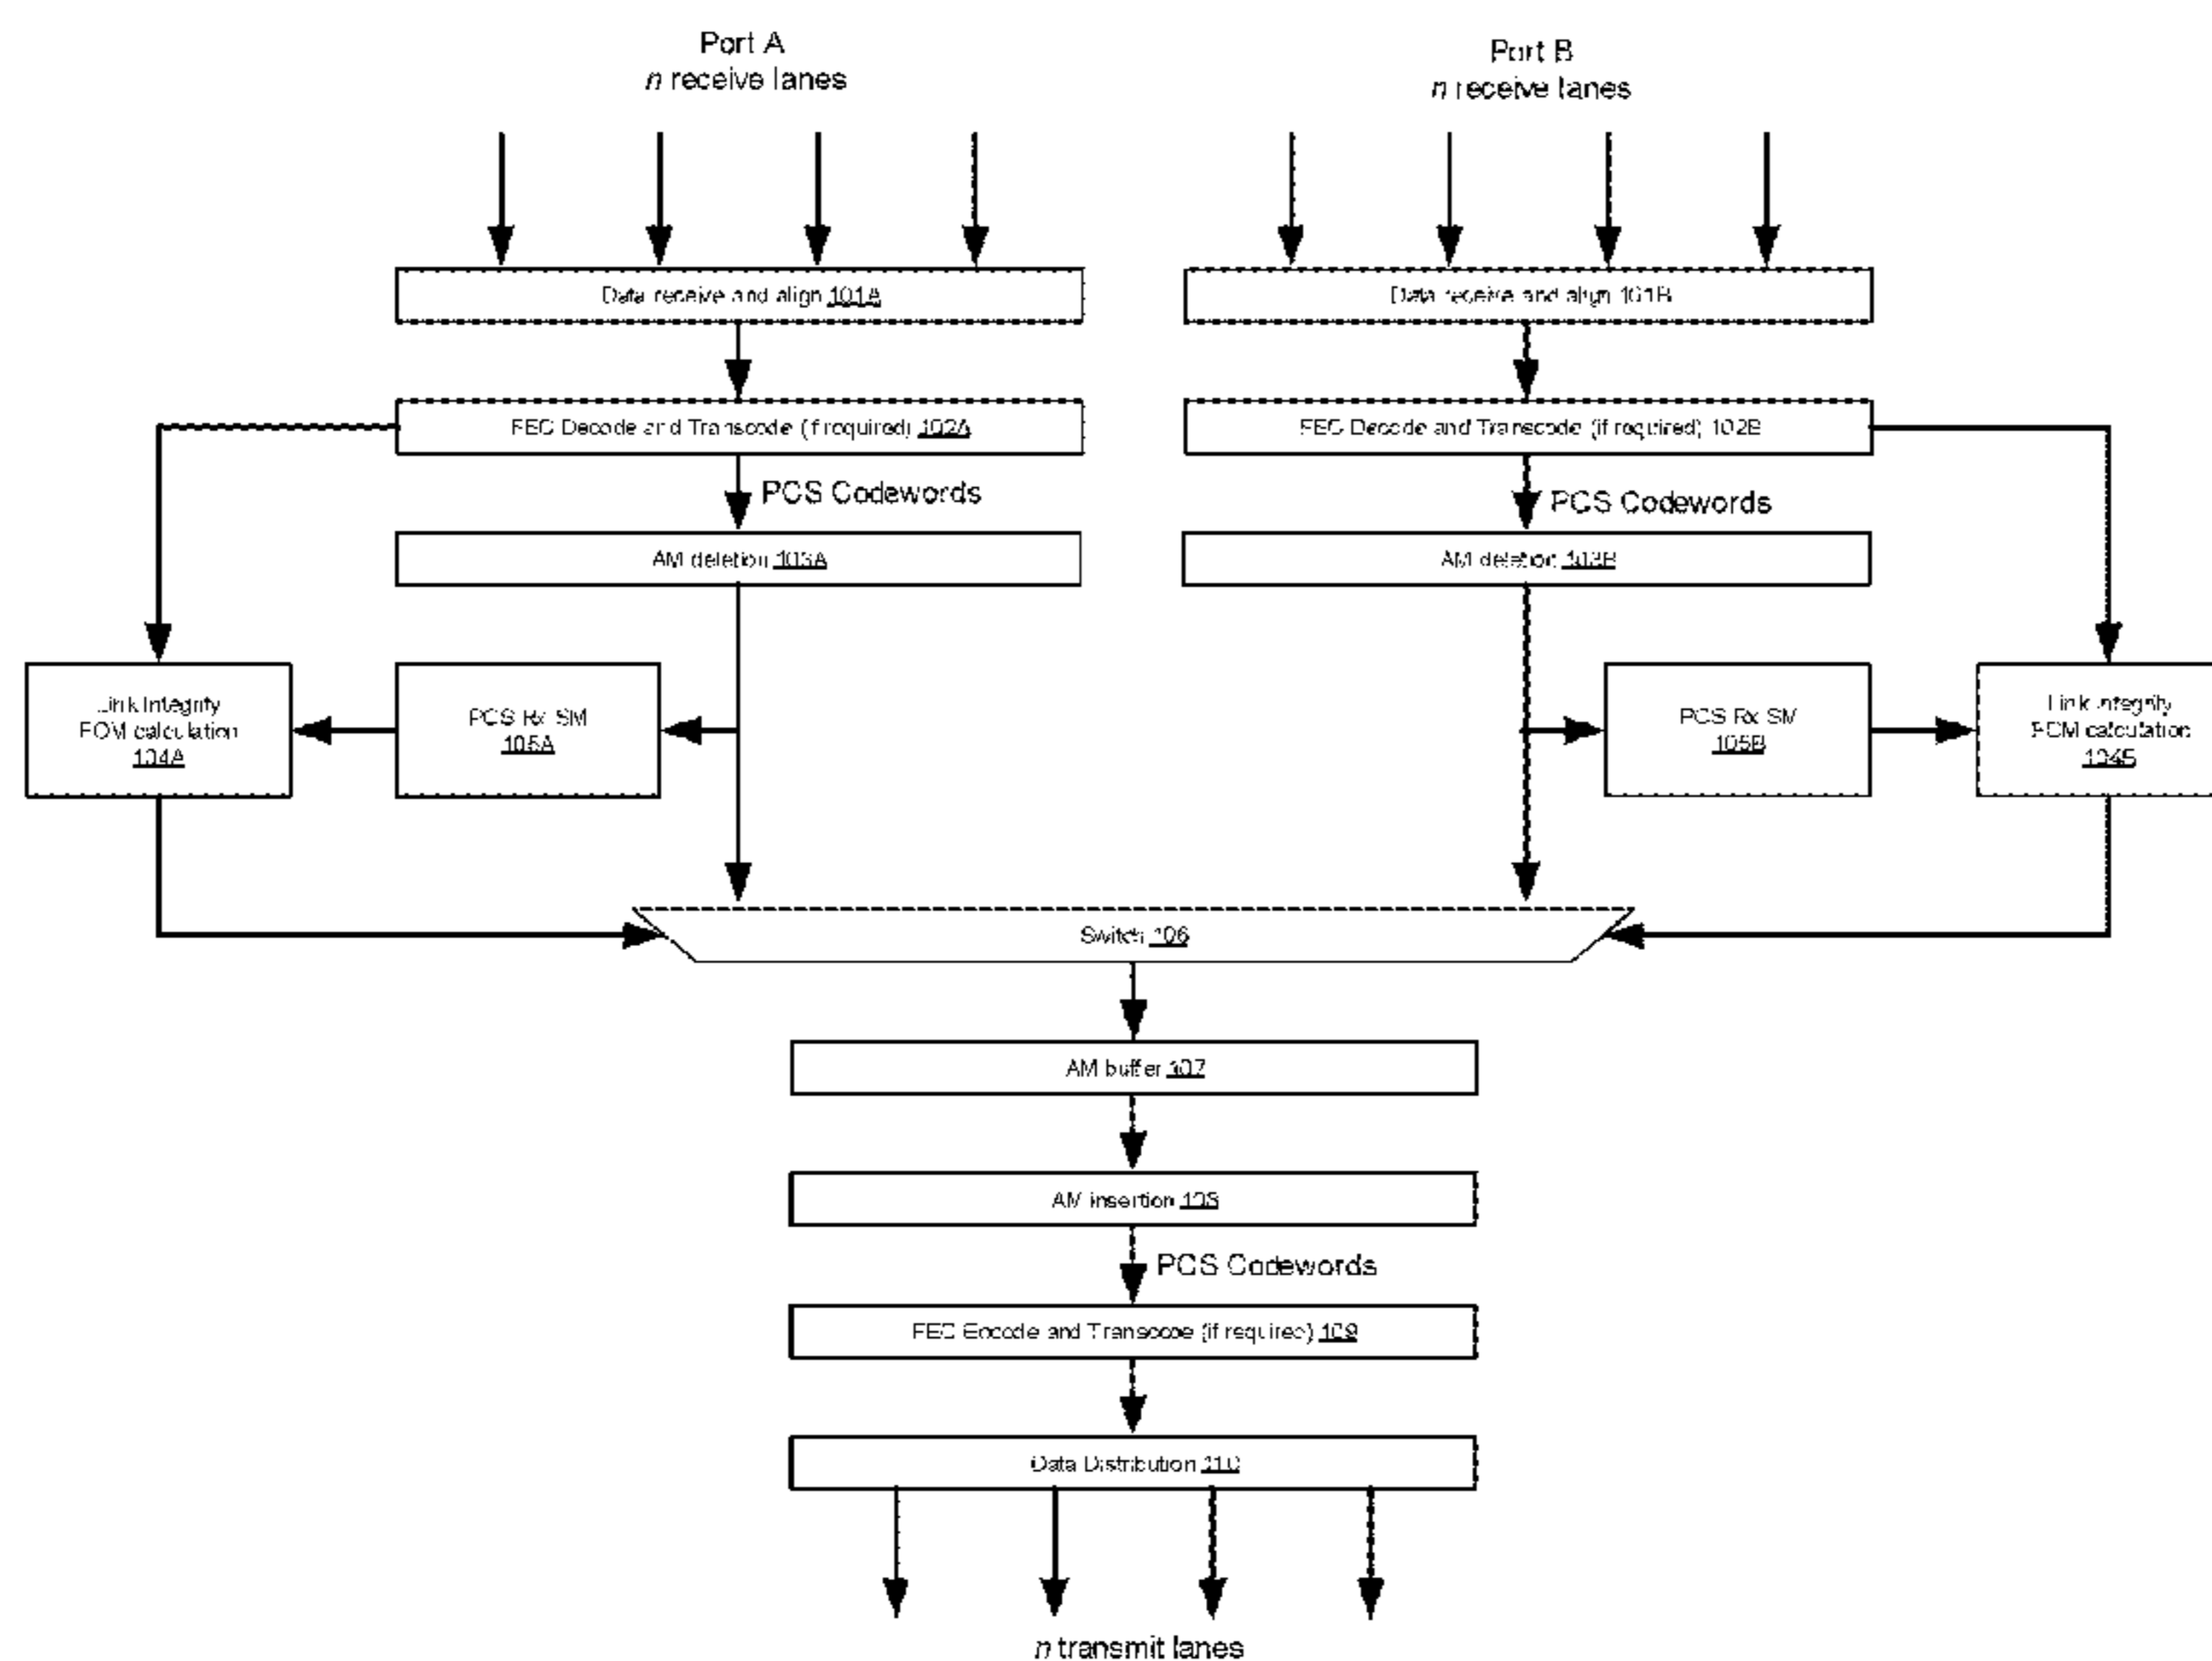 Port A
n receive lanes
Port B
n receive lanes
Data receive and align 101A
Data receive and align 101B
FEC Decode and Transcode (if required) 102A
FEC Decode and Transcode (if required) 102B
PCS Codewords
PCS Codewords
AM deletion 103A
AM deletion 103B
Link Integrity
FOM calculation
104A
PCS Rx SM
105A
PCS Rx SM
105B
Link Integrity
FOM calculation
104B
Switch 106
AM buffer 107
AM insertion 108
PCS Codewords
FEC Encode and Transcode (if required) 109
Data Distribution 110
n transmit lanes